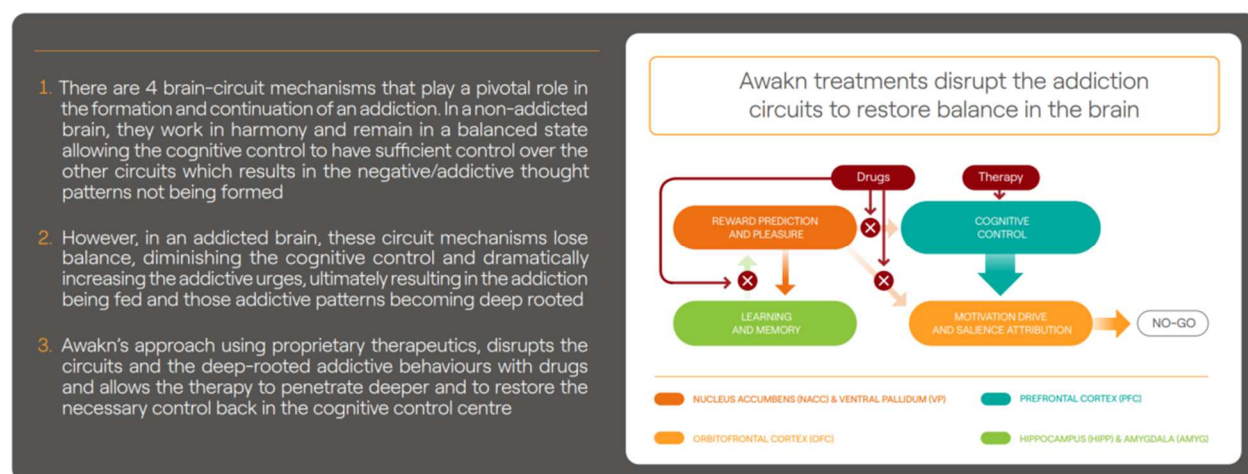 1. There are 4 brain-circuit mechanisms that play a pivotal role in
the formation and continuation of an addiction. In a non-addicted
brain, they work in harmony and remain in a balanced state
allowing the cognitive control to have sufficient control over the
other circuits which results in the negative/addictive thought
patterns not being formed
2. However, in an addicted brain, these circuit mechanisms lose
balance, diminishing the cognitive control and dramatically
increasing the addictive urges, ultimately resulting in the addiction
being fed and those addictive patterns becoming deep rooted
3. Awakn's approach using proprietary therapeutics, disrupts the
circuits and the deep-rooted addictive behaviours with drugs
and allows the therapy to penetrate deeper and to restore the
necessary control back in the cognitive control centre
Awakn treatments disrupt the addiction
circuits to restore balance in the brain
Drugs
Therapy
REWARD PREDICTION
AND PLEASURE
COGNITIVE
CONTROL
LEARNING
AND MEMORY
MOTIVATION DRIVE
AND SALIENCE ATTRIBUTION
NO-GO
NUCLEUS ACCUMBENS (NACC) & VENTRAL PALLIDUM (VP)
PREFRONTAL CORTEX (PFC)
ORBITOFRONTAL CORTEX (OFC)
HIPPOCAMPUS (HIPP) & AMYGDALA (AMYG)